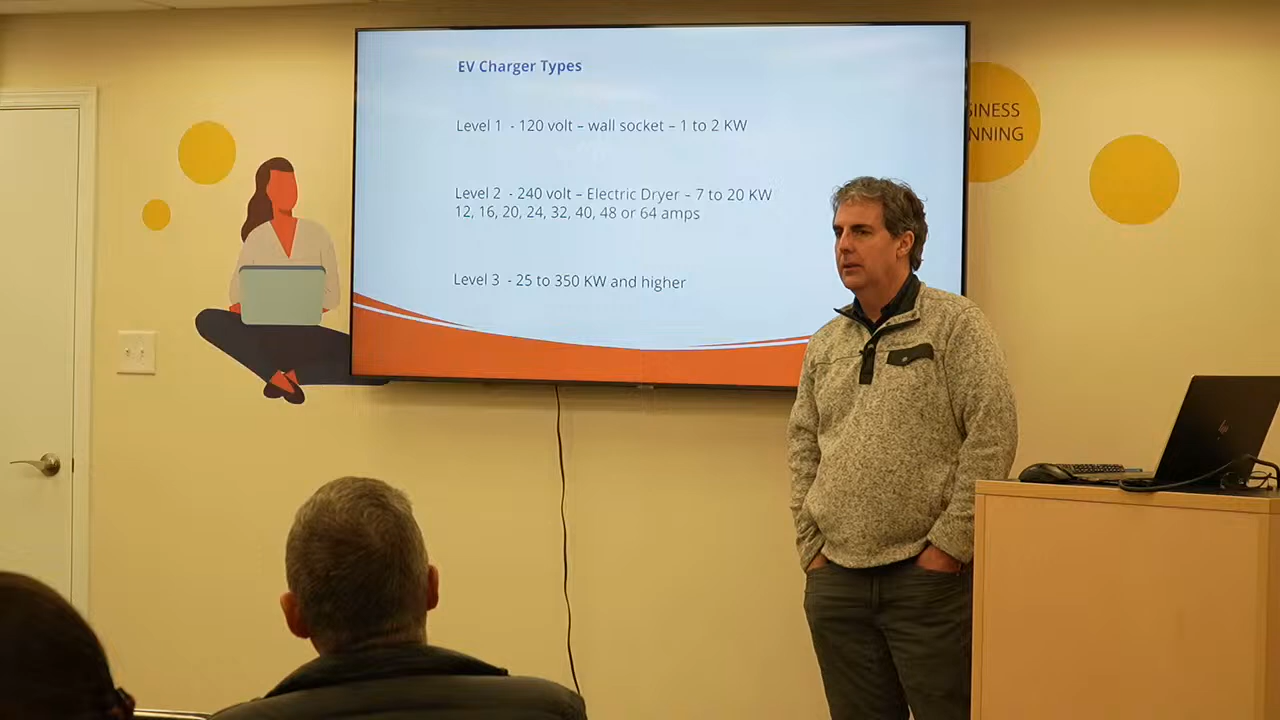 EV Charger Types
Level 1 - 120 volt – wall socket – 1 to 2 KW
Level 2 - 240 volt – Electric Dryer – 7 to 20 KW
12, 16, 20, 24, 32, 40, 48 or 64 amps
Level 3 - 25 to 350 KW and higher
SINESS
NNING
hp